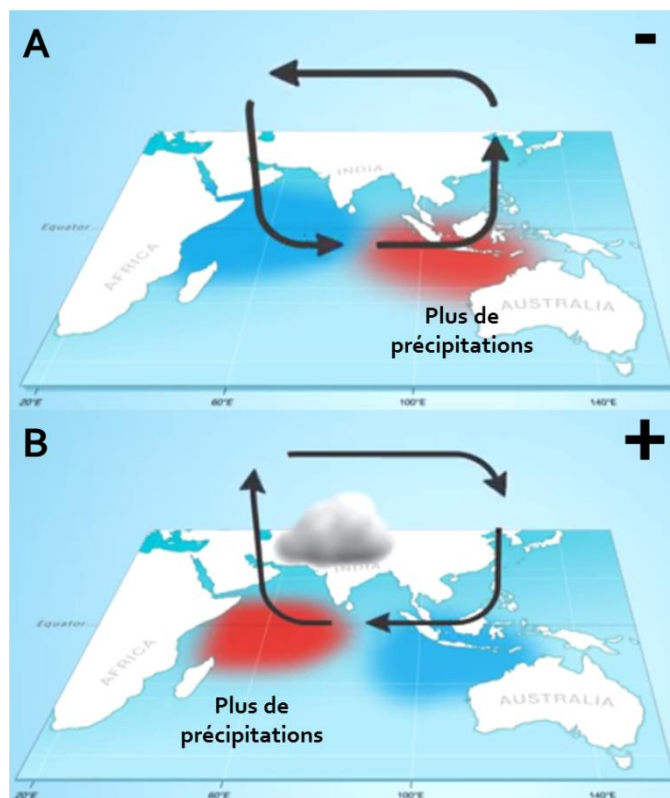 A
-
INDIA
Equator
AFRICA
AUSTRALIA
Plus de
précipitations
20°E
60°E
100°E
140°E
B
+
INDIA
Equator
AFRICA
AUSTRALIA
Plus de
précipitations
20°E
60°E
100°E
140°E